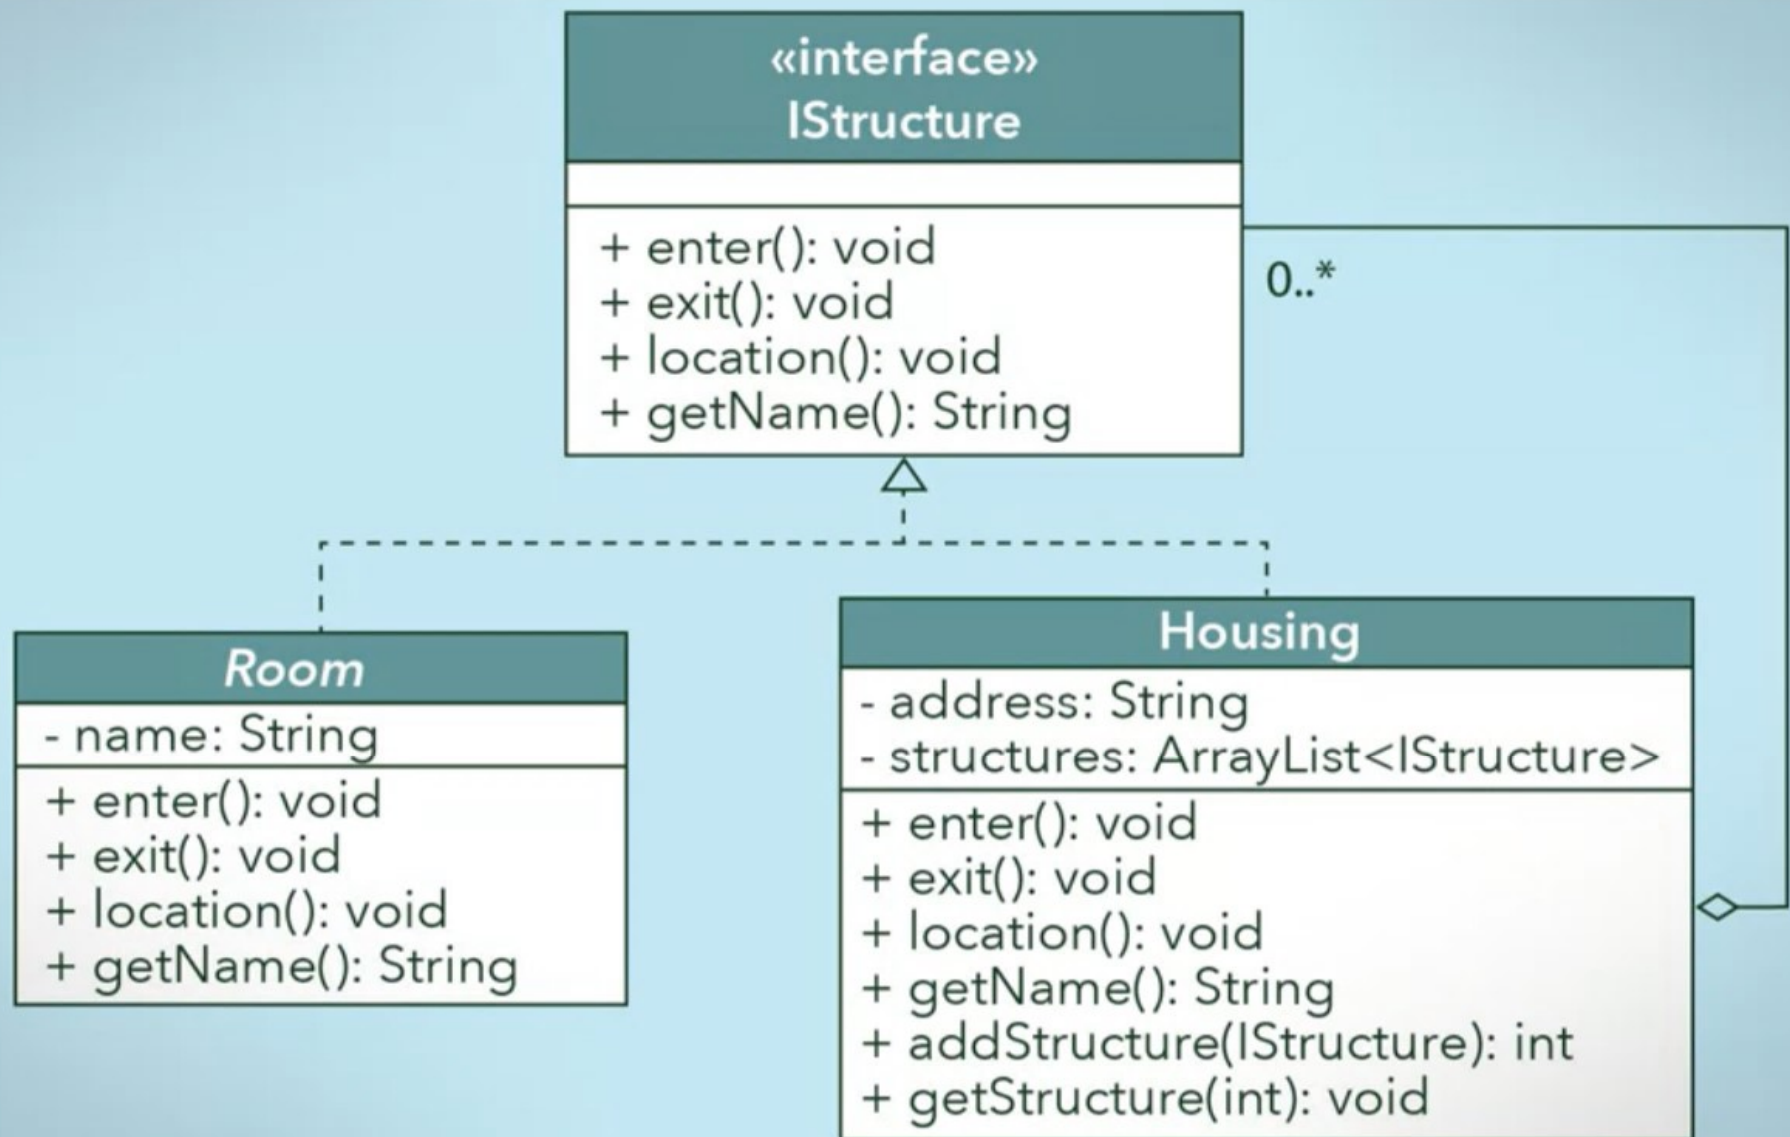 «interface»
IStructure
+ enter(): void
+ exit(): void
+ location(): void
+ getName(): String
0..*
Room
- name: String
+ enter(): void
+ exit(): void
+ location(): void
+ getName(): String
Housing
- address: String
- structures: ArrayList<IStructure>
+ enter(): void
+ exit(): void
+ location(): void
+ getName(): String
+ addStructure(IStructure): int
+ getStructure(int): void